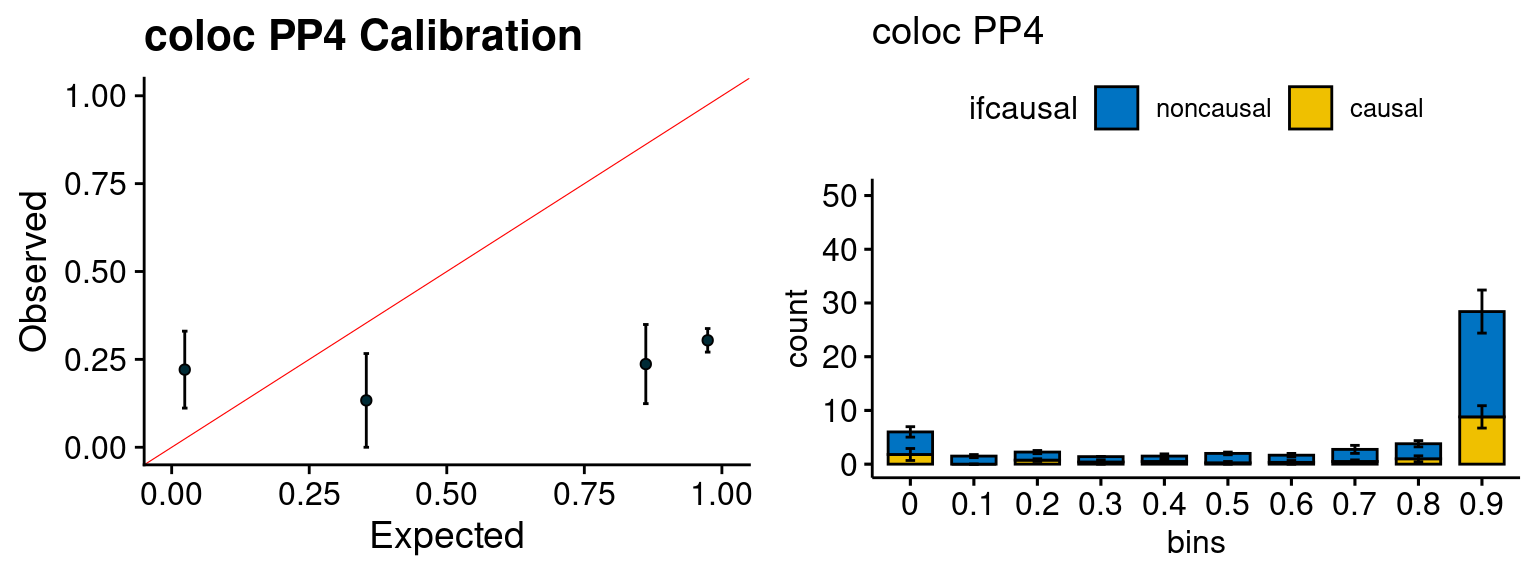 coloc PP4 Calibration
Observed
1.00
0.75
0.50
0.25
0.00
0.00 0.25 0.50 0.75 1.00
Expected
coloc PP4
ifcausal noncausal causal
count
50
40
30
20
10
0
0 0.1 0.2 0.3 0.4 0.5 0.6 0.7 0.8 0.9
bins